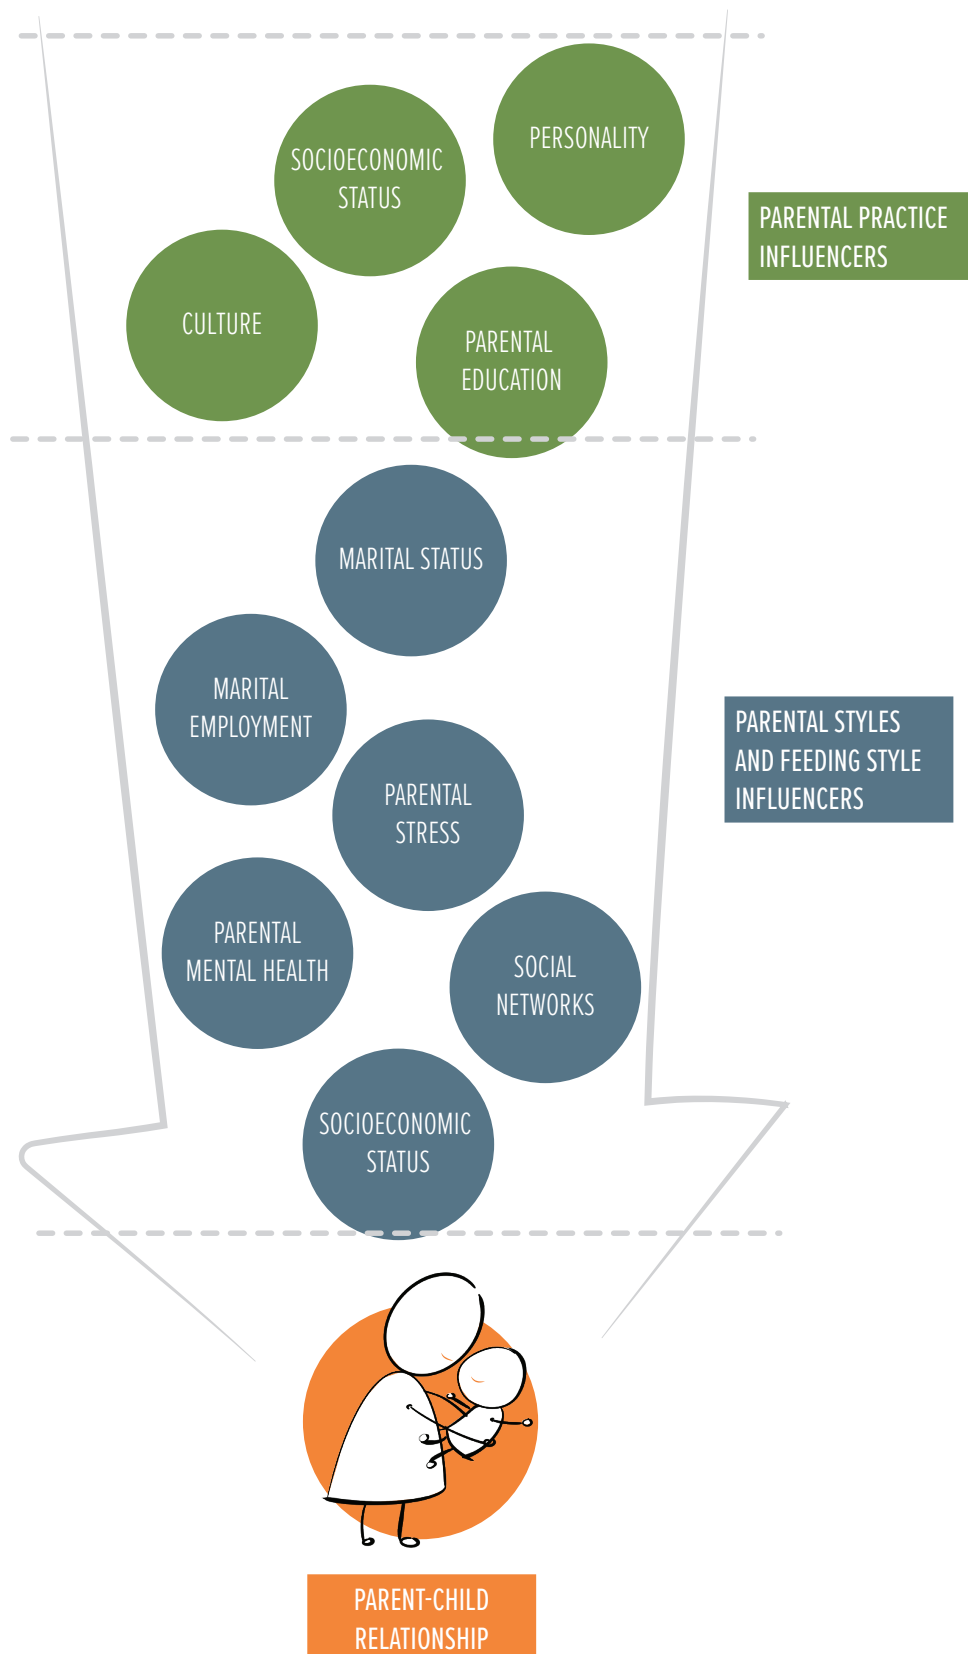 PERSONALITY
SOCIOECONOMIC
STATUS
CULTURE
PARENTAL
EDUCATION
PARENTAL PRACTICE
INFLUENCERS
MARITAL STATUS
MARITAL
EMPLOYMENT
PARENTAL
STRESS
PARENTAL
MENTAL HEALTH
SOCIAL
NETWORKS
SOCIOECONOMIC
STATUS
PARENTAL STYLES
AND FEEDING STYLE
INFLUENCERS
PARENT-CHILD
RELATIONSHIP